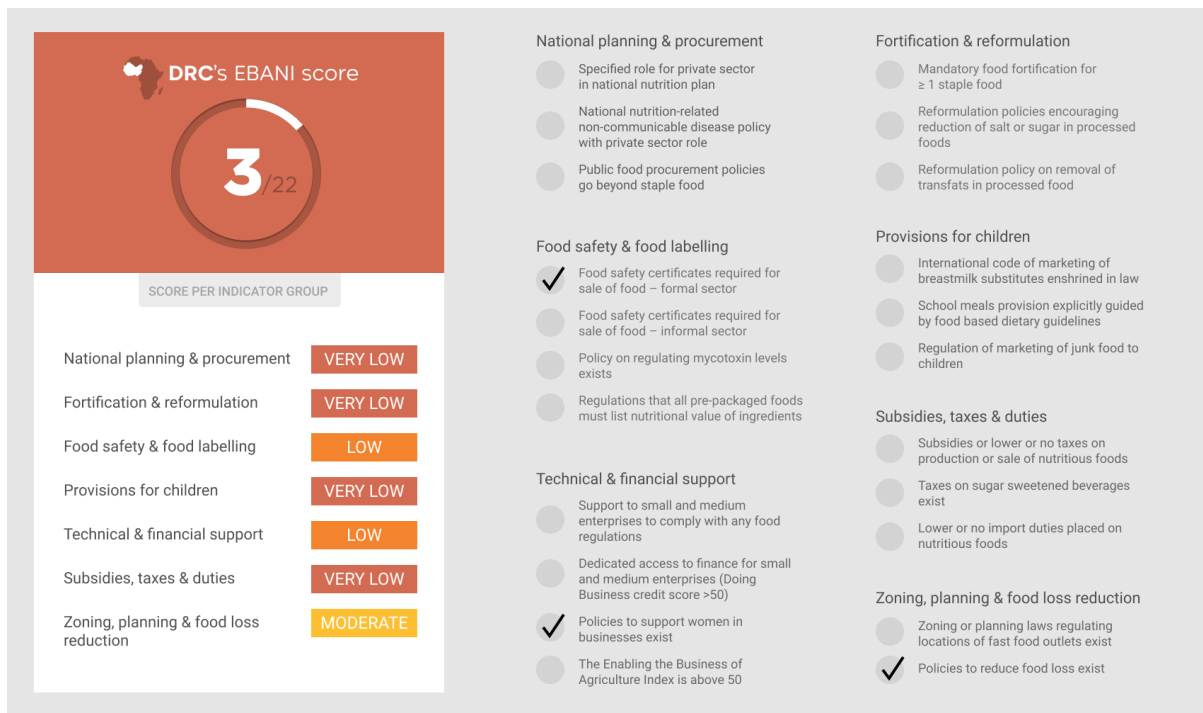 DRC's EBANI score
3/22
SCORE PER INDICATOR GROUP
National planning & procurement VERY LOW
Fortification & reformulation VERY LOW
Food safety & food labelling LOW
Provisions for children VERY LOW
Technical & financial support LOW
Subsidies, taxes & duties VERY LOW
Zoning, planning & food loss
reduction
MODERATE
National planning & procurement
Specified role for private sector
in national nutrition plan
National nutrition-related
non-communicable disease policy
with private sector role
Public food procurement policies
go beyond staple food
Food safety & food labelling
Food safety certificates required for
sale of food – formal sector
Food safety certificates required for
sale of food – informal sector
Policy on regulating mycotoxin levels
exists
Regulations that all pre-packaged foods
must list nutritional value of ingredients
Technical & financial support
Support to small and medium
enterprises to comply with any food
regulations
Dedicated access to finance for small
and medium enterprises (Doing
Business credit score >50)
Policies to support women in
businesses exist
The Enabling the Business of
Agriculture Index is above 50
Fortification & reformulation
Mandatory food fortification for
≥ 1 staple food
Reformulation policies encouraging
reduction of salt or sugar in processed
foods
Reformulation policy on removal of
transfats in processed food
Provisions for children
International code of marketing of
breastmilk substitutes enshrined in law
School meals provision explicitly guided
by food based dietary guidelines
Regulation of marketing of junk food to
children
Subsidies, taxes & duties
Subsidies or lower or no taxes on
production or sale of nutritious foods
Taxes on sugar sweetened beverages
exist
Lower or no import duties placed on
nutritious foods
Zoning, planning & food loss reduction
Zoning or planning laws regulating
locations of fast food outlets exist
Policies to reduce food loss exist